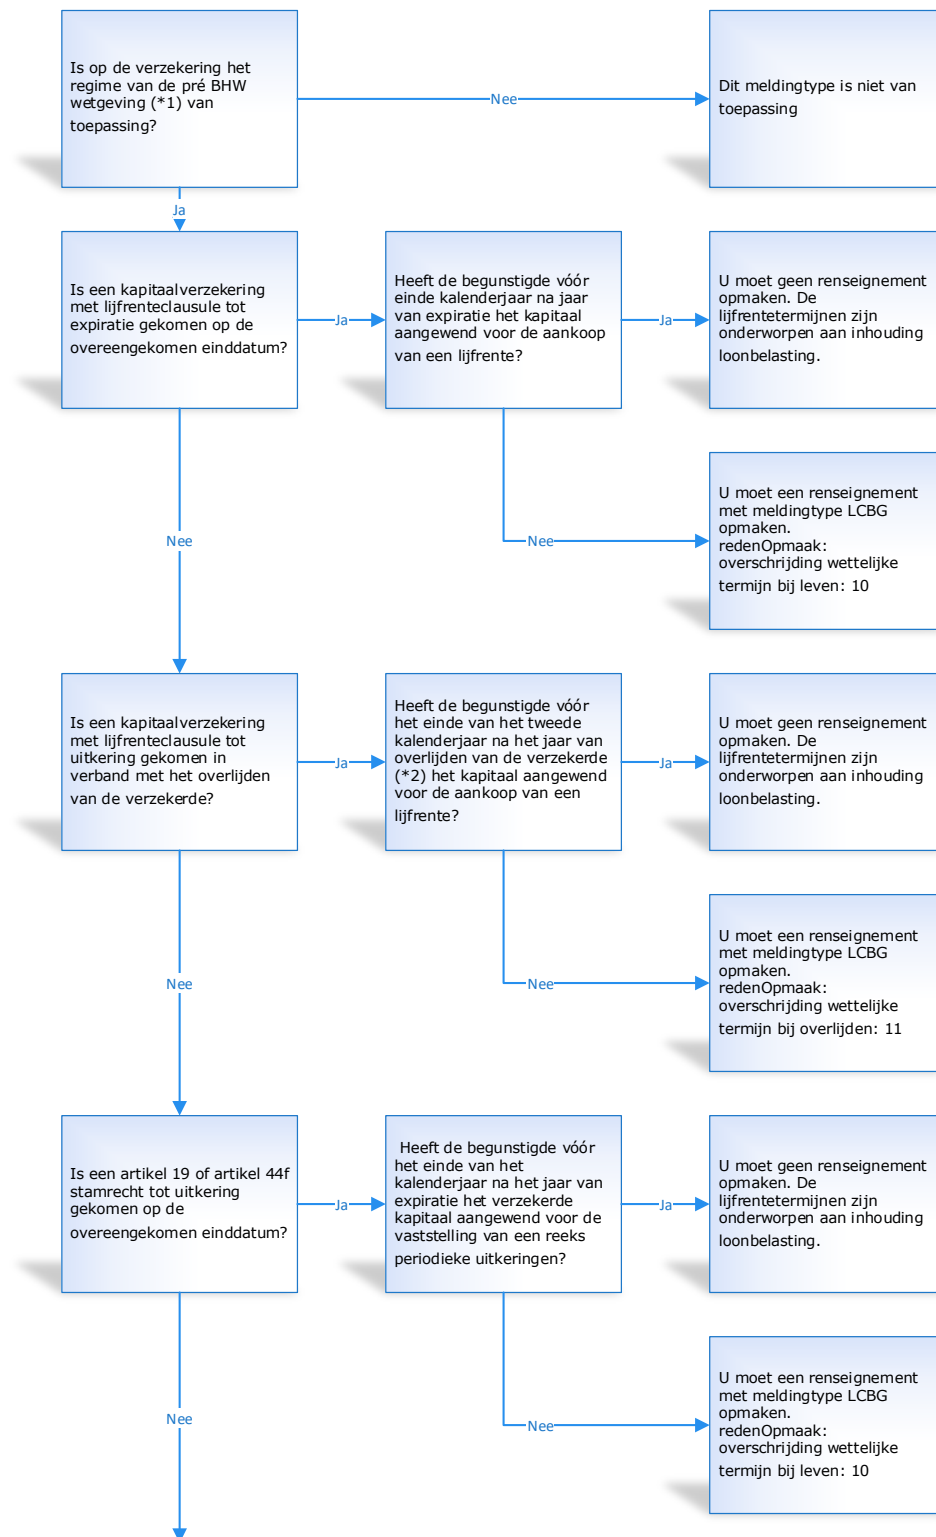 Is op de verzekering het
regime van de pré BHW
wetgeving (*1) van
toepassing?
Nee
Dit meldingtype is niet van
toepassing
Ja
Is een kapitaalverzekering
met lijfrenteclausule tot
expiratie gekomen op de
overeengekomen einddatum?
Ja
Heeft de begunstigde vóór
einde kalenderjaar na jaar
van expiratie het kapitaal
aangewend voor de aankoop
van een lijfrente?
Ja
U moet geen renseignement
opmaken. De
lijfrentetermijnen zijn
onderworpen aan inhouding
loonbelasting.
Nee
U moet een renseignement
met meldingtype LCBG
opmaken.
redenOpmaak:
overschrijding wettelijke
termijn bij leven: 10
Nee
Is een kapitaalverzekering
met lijfrenteclausule tot
uitkering gekomen in
verband met het overlijden
van de verzekerde?
Ja
Heeft de begunstigde vóór
het einde van het tweede
kalenderjaar na het jaar van
overlijden van de verzekerde
(*2) het kapitaal aangewend
voor de aankoop van een
lijfrente?
Ja
U moet geen renseignement
opmaken. De
lijfrentetermijnen zijn
onderworpen aan inhouding
loonbelasting.
Nee
U moet een renseignement
met meldingtype LCBG
opmaken.
redenOpmaak:
overschrijding wettelijke
termijn bij overlijden: 11
Nee
Is een artikel 19 of artikel 44f
stamrecht tot uitkering
gekomen op de
overeengekomen einddatum?
Ja
Heeft de begunstigde vóór
het einde van het
kalenderjaar na het jaar van
expiratie het verzekerde
kapitaal aangewend voor de
vaststelling van een reeks
periodieke uitkeringen?
Ja
U moet geen renseignement
opmaken. De
lijfrentetermijnen zijn
onderworpen aan inhouding
loonbelasting.
Nee
U moet een renseignement
met meldingtype LCBG
opmaken.
redenOpmaak:
overschrijding wettelijke
termijn bij leven: 10
Nee